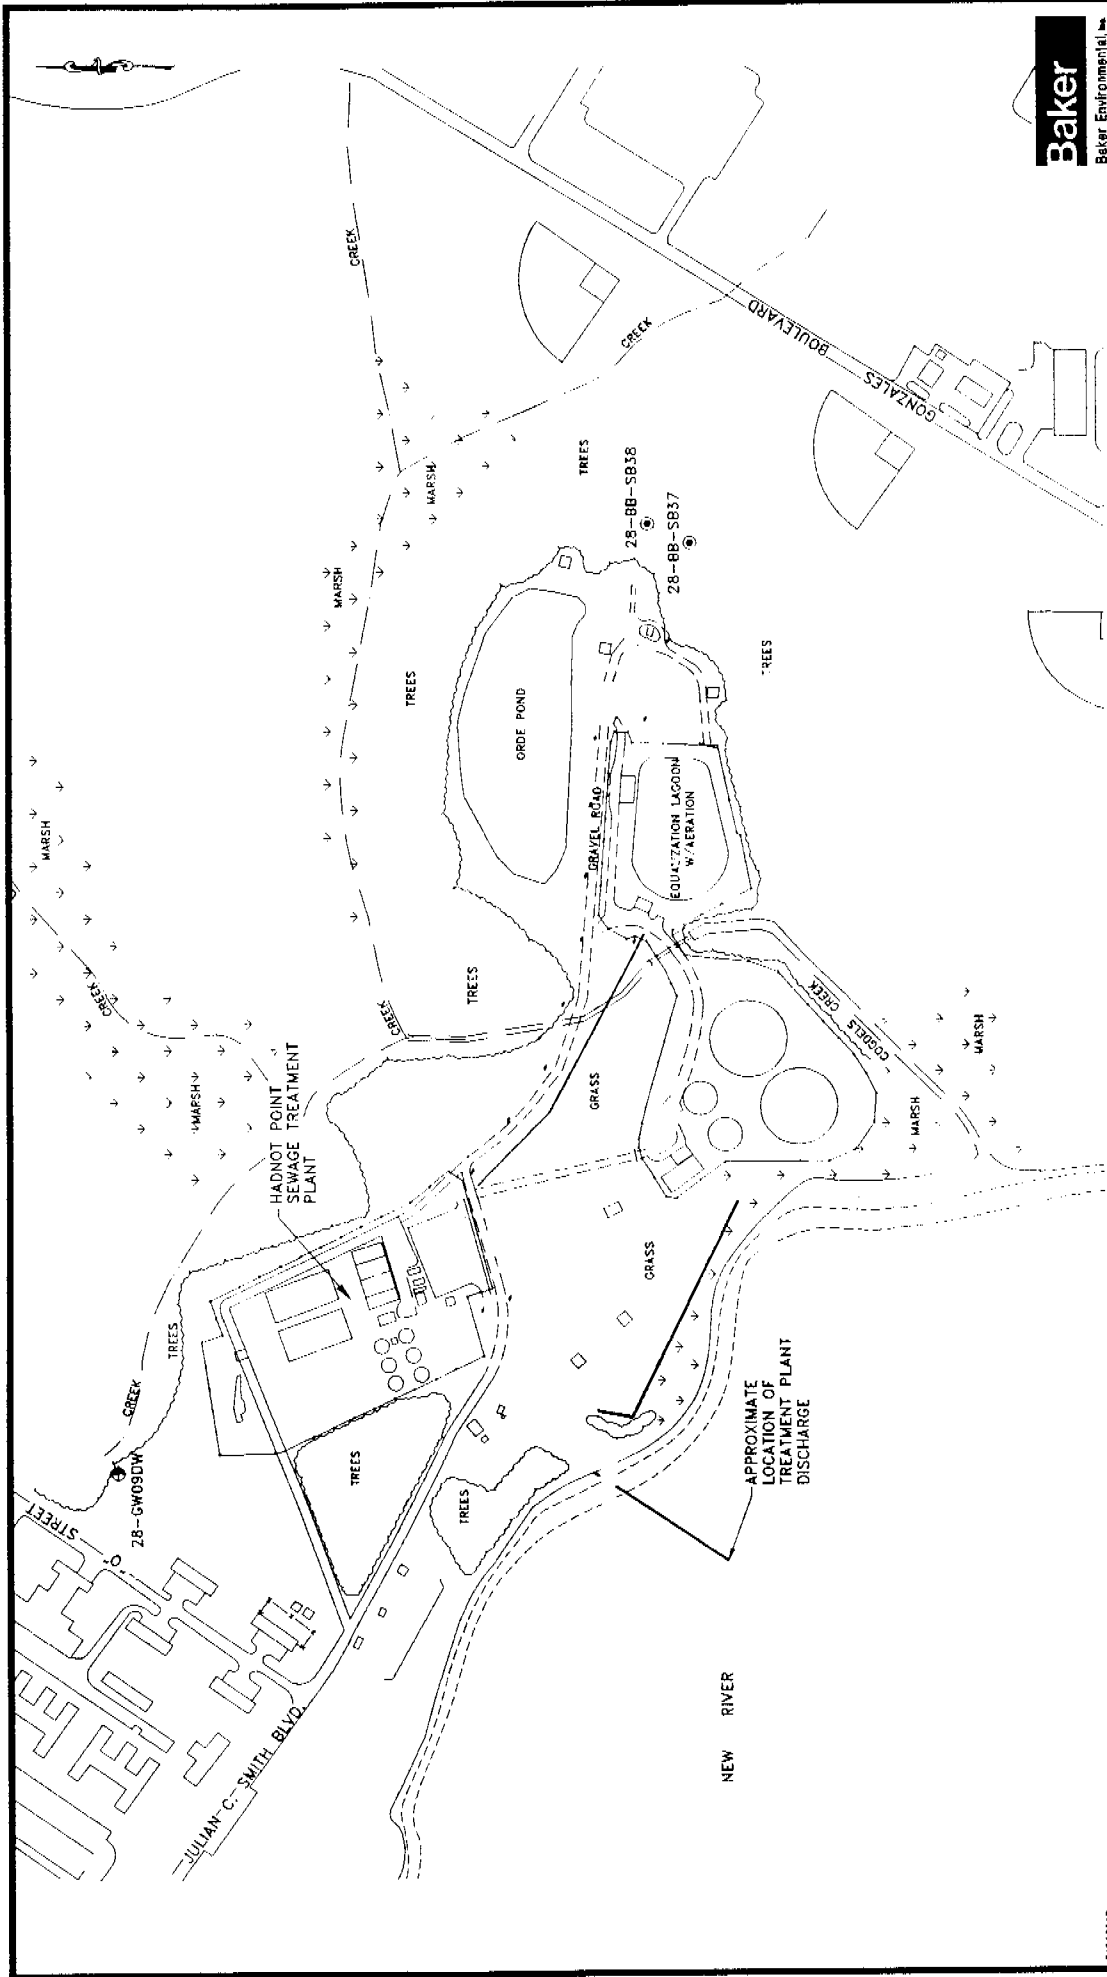 JULIAN C. SMITH BLVD.
"O" STREET
28-GW09DW
CREEK
TREES
HADNOT POINT
SEWAGE TREATMENT
PLANT
MARSH
CREEK
MARSH
TREES
TREES
GRASS
GRASS
NEW RIVER
APPROXIMATE
LOCATION OF
TREATMENT PLANT
DISCHARGE
CREEK
TREES
TREES
MARSH
MARSH
CREEK
CREEK
ORDE POND
GRAVEL ROAD
EQUALIZATION LAGOON
W/AERATION
COGDELS CREEK
MARSH
MARSH
TREES
TREES
28-BB-SB38
28-BB-SB37
GONZALES BOULEVARD
Baker
Baker Environmental, Inc.